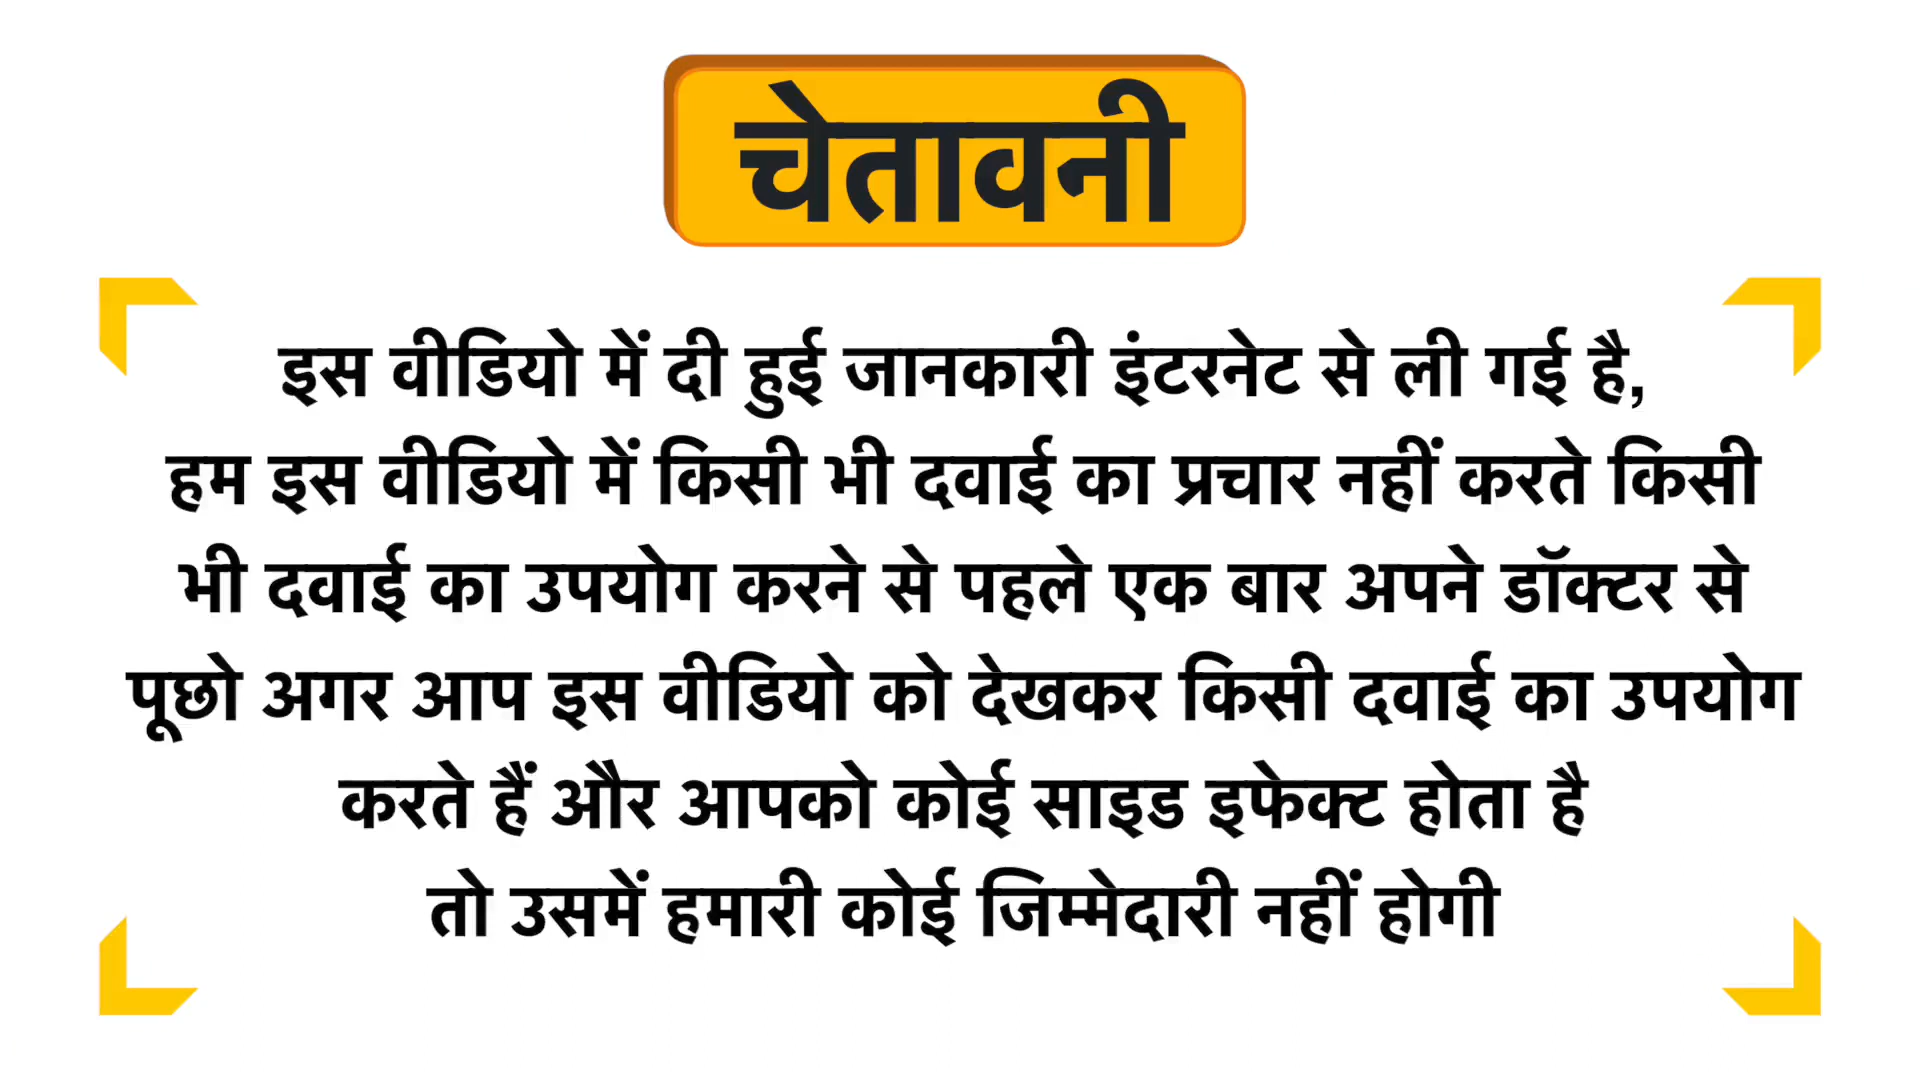 चेतावनी
इस वीडियो में दी हुई जानकारी इंटरनेट से ली गई है,
हम इस वीडियो में किसी भी दवाई का प्रचार नहीं करते किसी
भी दवाई का उपयोग करने से पहले एक बार अपने डॉक्टर से
पूछो अगर आप इस वीडियो को देखकर किसी दवाई का उपयोग
करते हैं और आपको कोई साइड इफेक्ट होता है
तो उसमें हमारी कोई जिम्मेदारी नहीं होगी